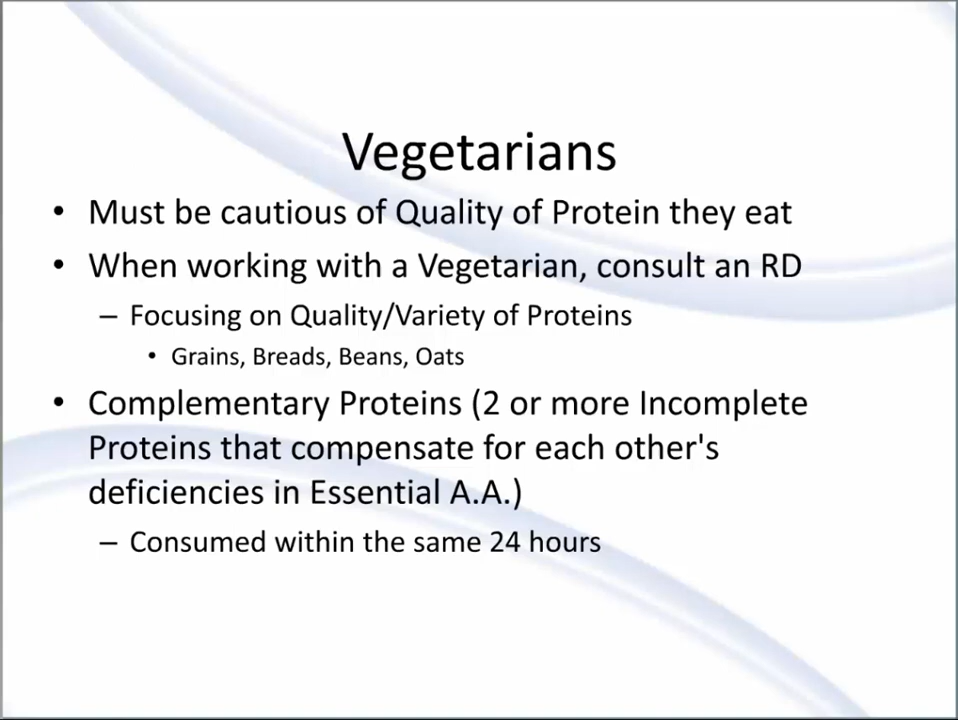 Vegetarians
• Must be cautious of Quality of Protein they eat
• When working with a Vegetarian, consult an RD
– Focusing on Quality/Variety of Proteins
• Grains, Breads, Beans, Oats
• Complementary Proteins (2 or more Incomplete
Proteins that compensate for each other's
deficiencies in Essential A.A.)
– Consumed within the same 24 hours